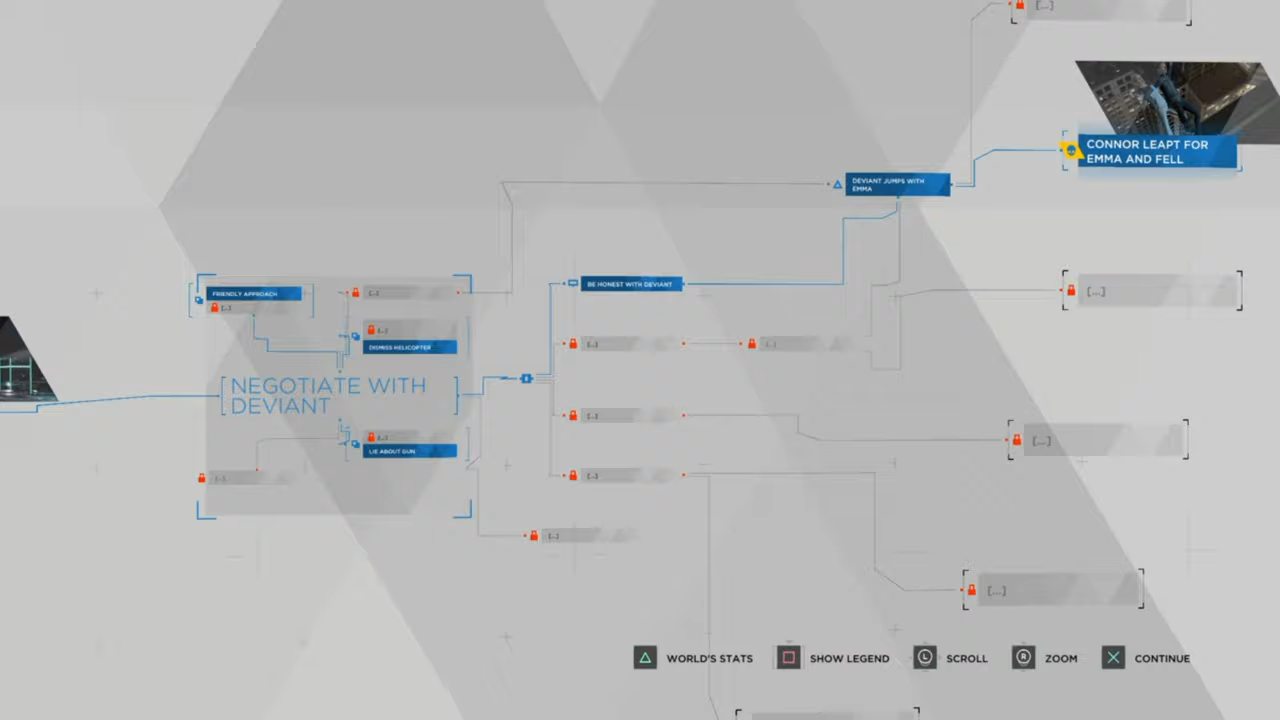 [...]
CONNOR LEAPT FOR
EMMA AND FELL
DEVIANT JUMPS WITH
EMMA
BE HONEST WITH DEVIANT
[...]
FRIENDLY APPROACH
[...]
[...]
[...]
DISMISS HELICOPTER
[...]
[...]
NEGOTIATE WITH
DEVIANT
[...]
[...]
[...]
LIE ABOUT GUN
[...]
[...]
[...]
[...]
WORLD'S STATS
SHOW LEGEND
L
SCROLL
R
ZOOM
CONTINUE